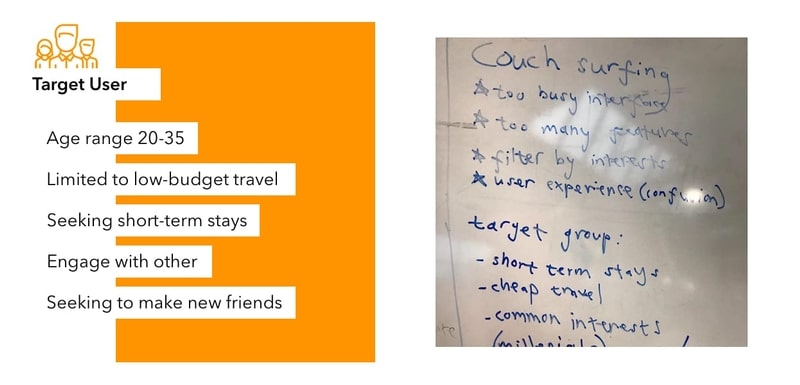 Target User
Age range 20-35
Limited to low-budget travel
Seeking short-term stays
Engage with other
Seeking to make new friends
Couch surfing
* too busy interface
* too many features
* filter by interests
* user experience (confusion)
target group:
- short term stays
- cheap travel
- common interests
(millenials)